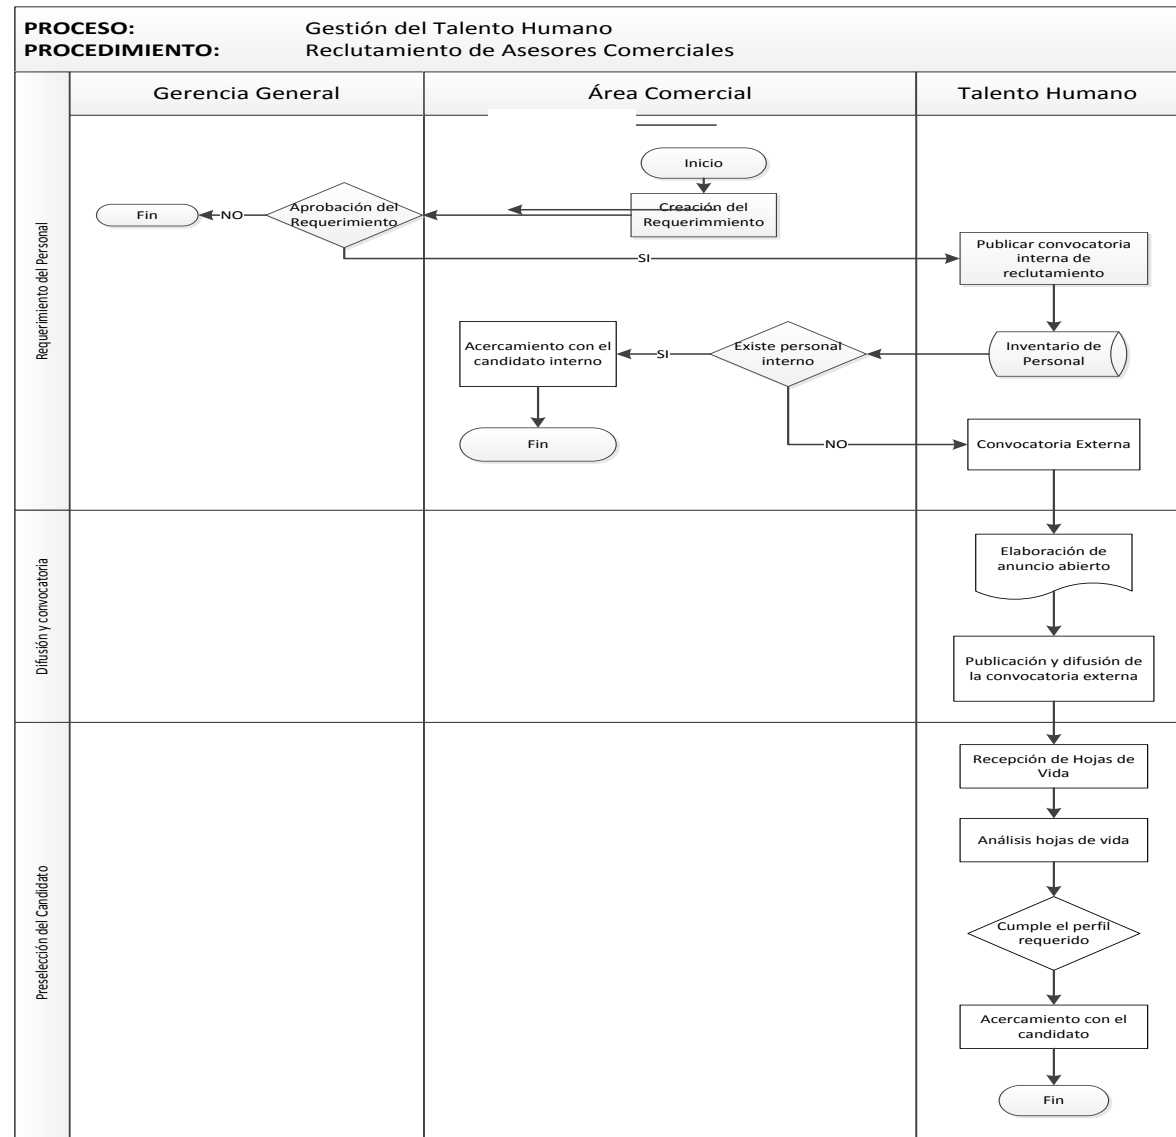 PROCESO: Gestión del Talento Humano
PROCEDIMIENTO: Reclutamiento de Asesores Comerciales
Gerencia General
Área Comercial
Talento Humano
Requerimiento del Personal
Inicio
Creación del
Requerimmiento
Aprobación del
Requerimiento
NO
Fin
SI
Publicar convocatoria
interna de
reclutamiento
Inventario de
Personal
Existe personal
interno
SI
Acercamiento con el
candidato interno
Fin
NO
Convocatoria Externa
Difusión y convocatoria
Elaboración de
anuncio abierto
Publicación y difusión de
la convocatoria externa
Preselección del Candidato
Recepción de Hojas de
Vida
Análisis hojas de vida
Cumple el perfil
requerido
Acercamiento con el
candidato
Fin